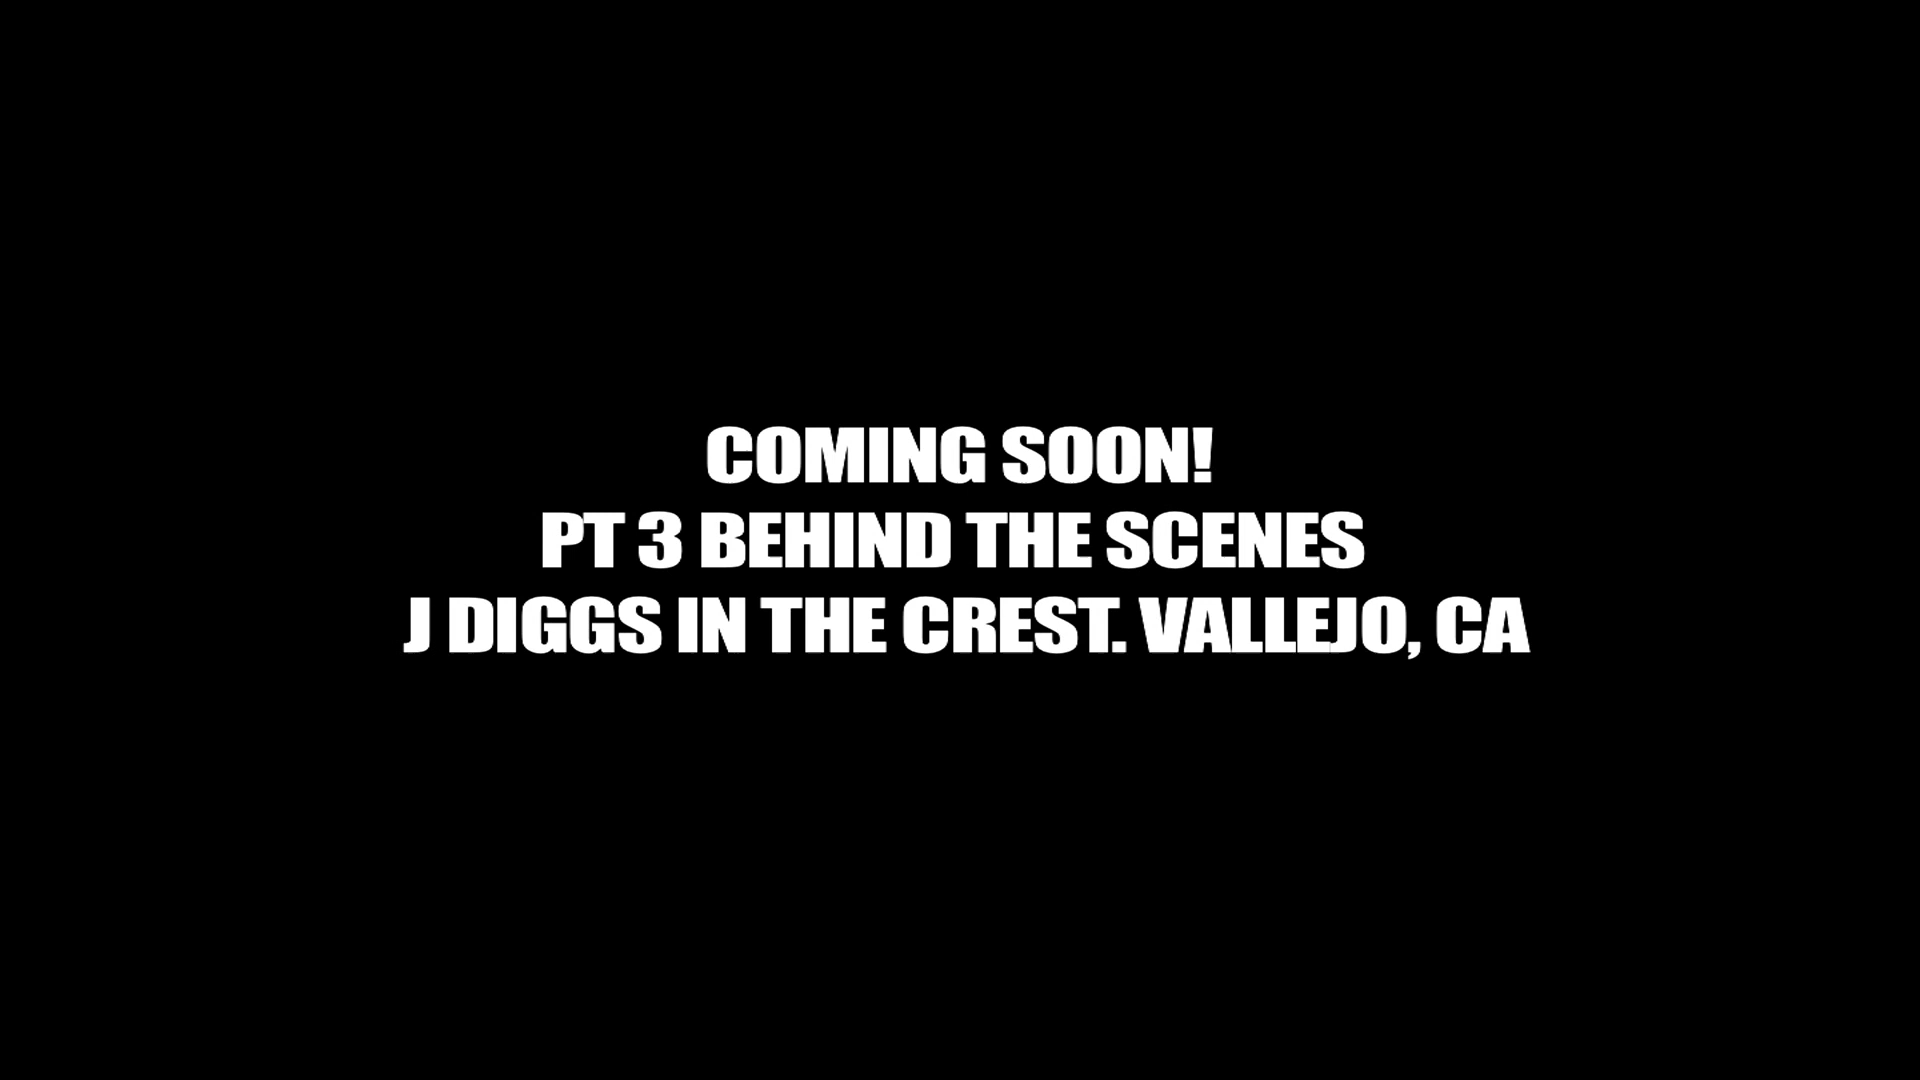 COMING SOON!
PT 3 BEHIND THE SCENES
J DIGGS IN THE CREST. VALLEJO, CA